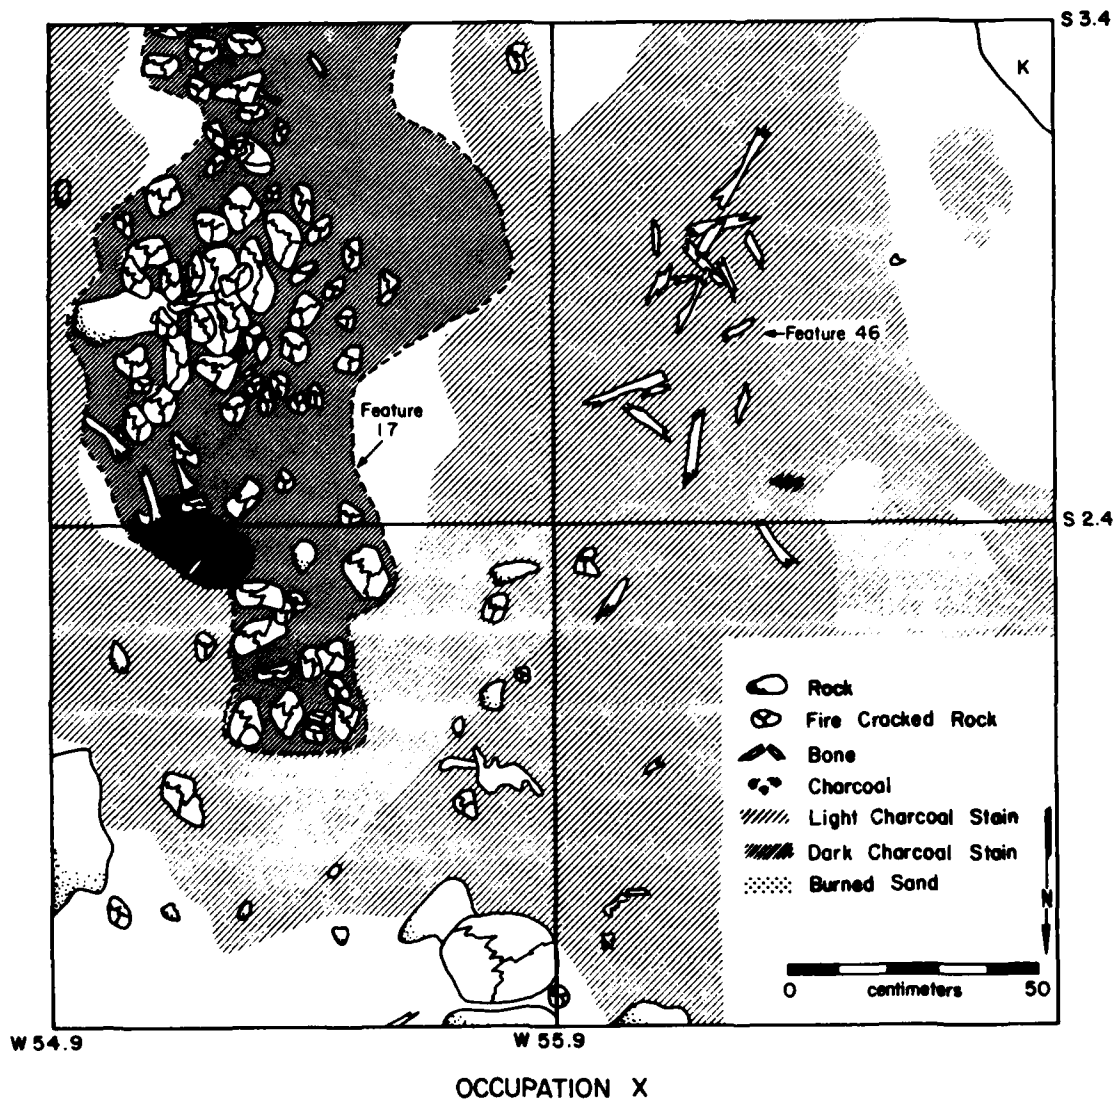 S 3.4
K
Feature 46
Feature
17
S 2.4
Rock
Fire Cracked Rock
Bone
Charcoal
Light Charcoal Stain
Dark Charcoal Stain
Burned Sand
N
0 centimeters 50
W 54.9
W 55.9
OCCUPATION X